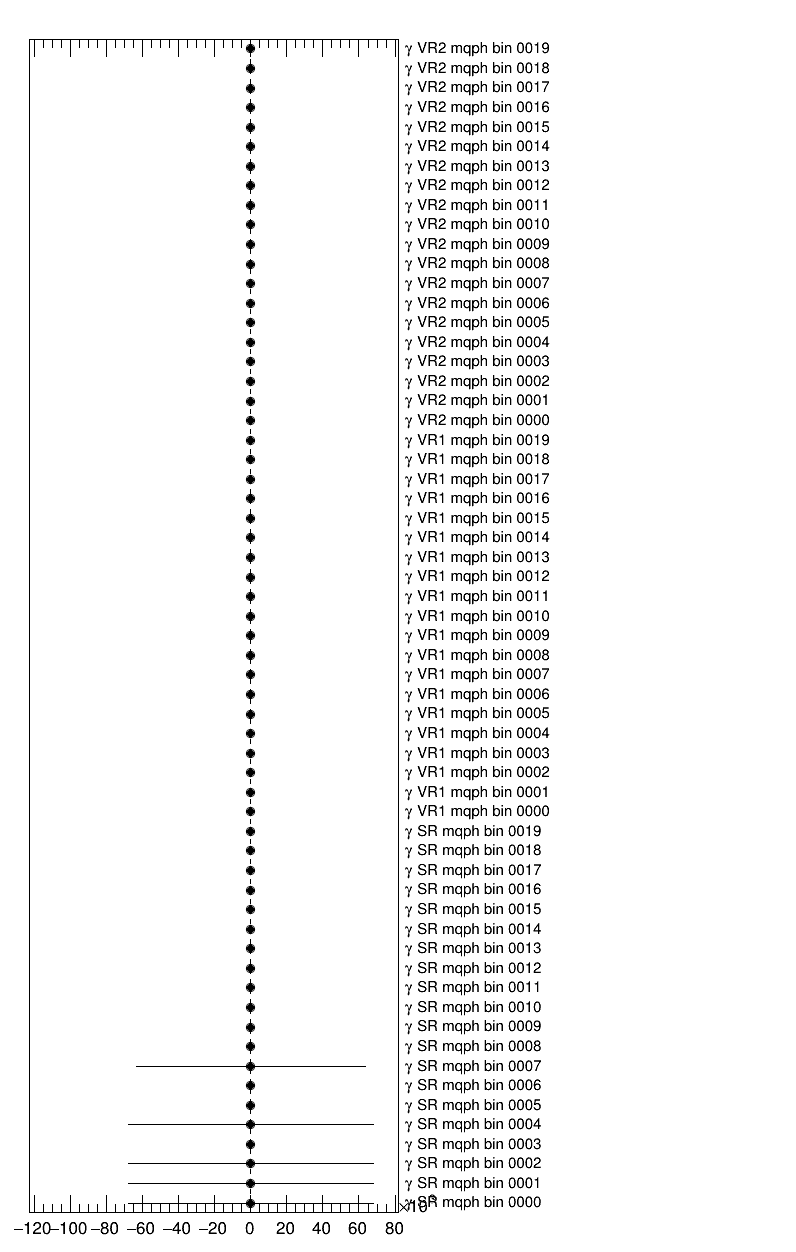 γ VR2 mqph bin 0019
γ VR2 mqph bin 0018
γ VR2 mqph bin 0017
γ VR2 mqph bin 0016
γ VR2 mqph bin 0015
γ VR2 mqph bin 0014
γ VR2 mqph bin 0013
γ VR2 mqph bin 0012
γ VR2 mqph bin 0011
γ VR2 mqph bin 0010
γ VR2 mqph bin 0009
γ VR2 mqph bin 0008
γ VR2 mqph bin 0007
γ VR2 mqph bin 0006
γ VR2 mqph bin 0005
γ VR2 mqph bin 0004
γ VR2 mqph bin 0003
γ VR2 mqph bin 0002
γ VR2 mqph bin 0001
γ VR2 mqph bin 0000
γ VR1 mqph bin 0019
γ VR1 mqph bin 0018
γ VR1 mqph bin 0017
γ VR1 mqph bin 0016
γ VR1 mqph bin 0015
γ VR1 mqph bin 0014
γ VR1 mqph bin 0013
γ VR1 mqph bin 0012
γ VR1 mqph bin 0011
γ VR1 mqph bin 0010
γ VR1 mqph bin 0009
γ VR1 mqph bin 0008
γ VR1 mqph bin 0007
γ VR1 mqph bin 0006
γ VR1 mqph bin 0005
γ VR1 mqph bin 0004
γ VR1 mqph bin 0003
γ VR1 mqph bin 0002
γ VR1 mqph bin 0001
γ VR1 mqph bin 0000
γ SR mqph bin 0019
γ SR mqph bin 0018
γ SR mqph bin 0017
γ SR mqph bin 0016
γ SR mqph bin 0015
γ SR mqph bin 0014
γ SR mqph bin 0013
γ SR mqph bin 0012
γ SR mqph bin 0011
γ SR mqph bin 0010
γ SR mqph bin 0009
γ SR mqph bin 0008
γ SR mqph bin 0007
γ SR mqph bin 0006
γ SR mqph bin 0005
γ SR mqph bin 0004
γ SR mqph bin 0003
γ SR mqph bin 0002
γ SR mqph bin 0001
γ SR mqph bin 0000
−120 −100 −80 −60 −40 −20 0 20 40 60 80